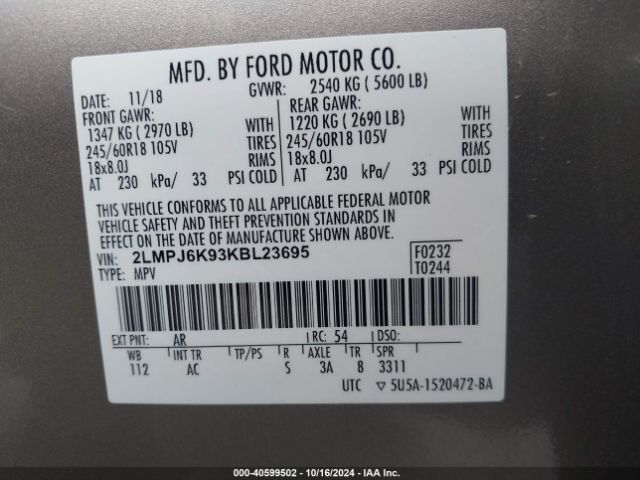 MFD. BY FORD MOTOR CO.
DATE: 11/18 GVWR: 2540 KG ( 5600 LB)
FRONT GAWR: REAR GAWR:
1347 KG ( 2970 LB) WITH 1220 KG ( 2690 LB) WITH
245/60R18 105V TIRES 245/60R18 105V TIRES
18x8.0J RIMS 18x8.0J RIMS
AT 230 kPa/ 33 PSI COLD AT 230 kPa/ 33 PSI COLD
THIS VEHICLE CONFORMS TO ALL APPLICABLE FEDERAL MOTOR
VEHICLE SAFETY AND THEFT PREVENTION STANDARDS IN
EFFECT ON THE DATE OF MANUFACTURE SHOWN ABOVE.
VIN: 2LMPJ6K93KBL23695 F0232
TYPE: MPV T0244
EXT PNT: AR RC: 54 DSO:
WB INT TR TP/PS R AXLE TR SPR
112 AC S 3A 8 3311
UTC ▽ 5U5A-1520472-BA
000-40599502 - 10/16/2024 - IAAI.COM